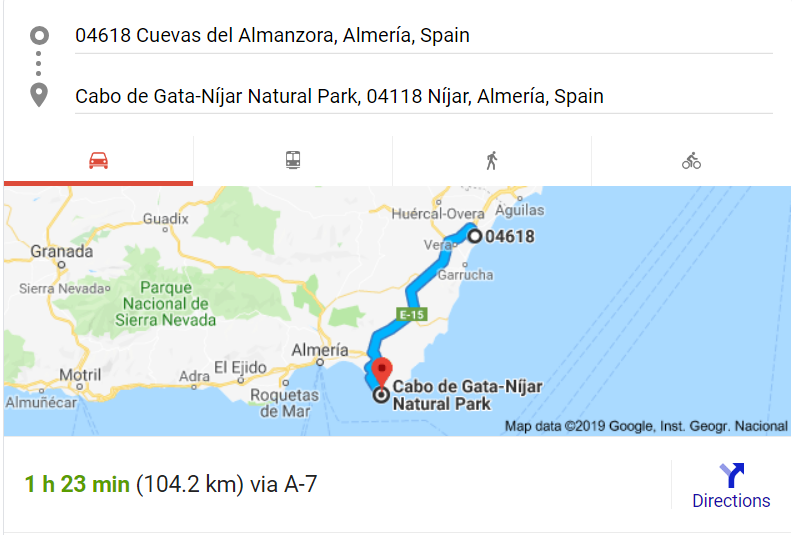 04618 Cuevas del Almanzora, Almería, Spain
Cabo de Gata-Níjar Natural Park, 04118 Níjar, Almería, Spain
Huércal-Overa
Águilas
Guadix
04618
Vera
Granada
Garrucha
Sierra Nevada
Parque
Nacional de
Sierra Nevada
E-15
Almería
El Ejido
Motril
Adra
Roquetas
de Mar
Almuñécar
Cabo de Gata-Níjar
Natural Park
Map data ©2019 Google, Inst. Geogr. Nacional
1 h 23 min (104.2 km) via A-7
Directions